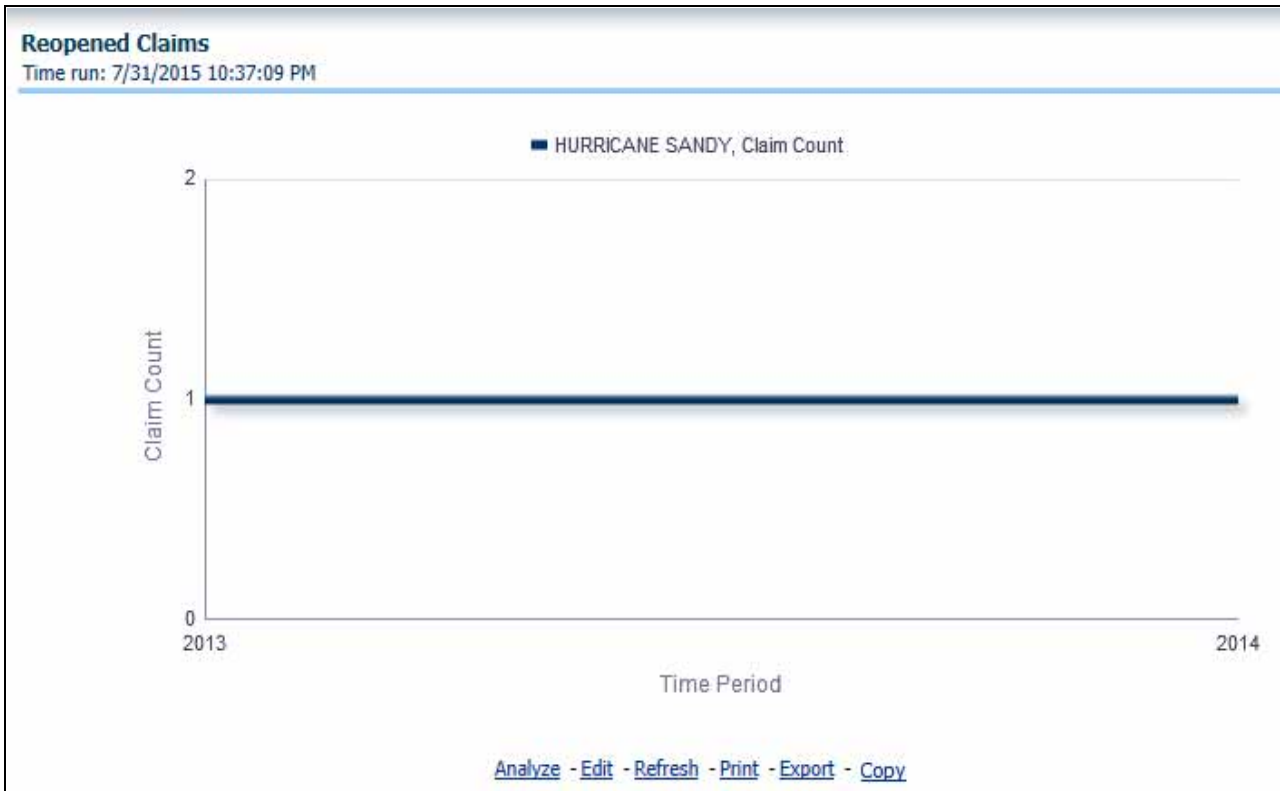 Reopened Claims
Time run: 7/31/2015 10:37:09 PM
HURRICANE SANDY, Claim Count
2
Claim Count
1
0
2013
2014
Time Period
Analyze - Edit - Refresh - Print - Export - Copy